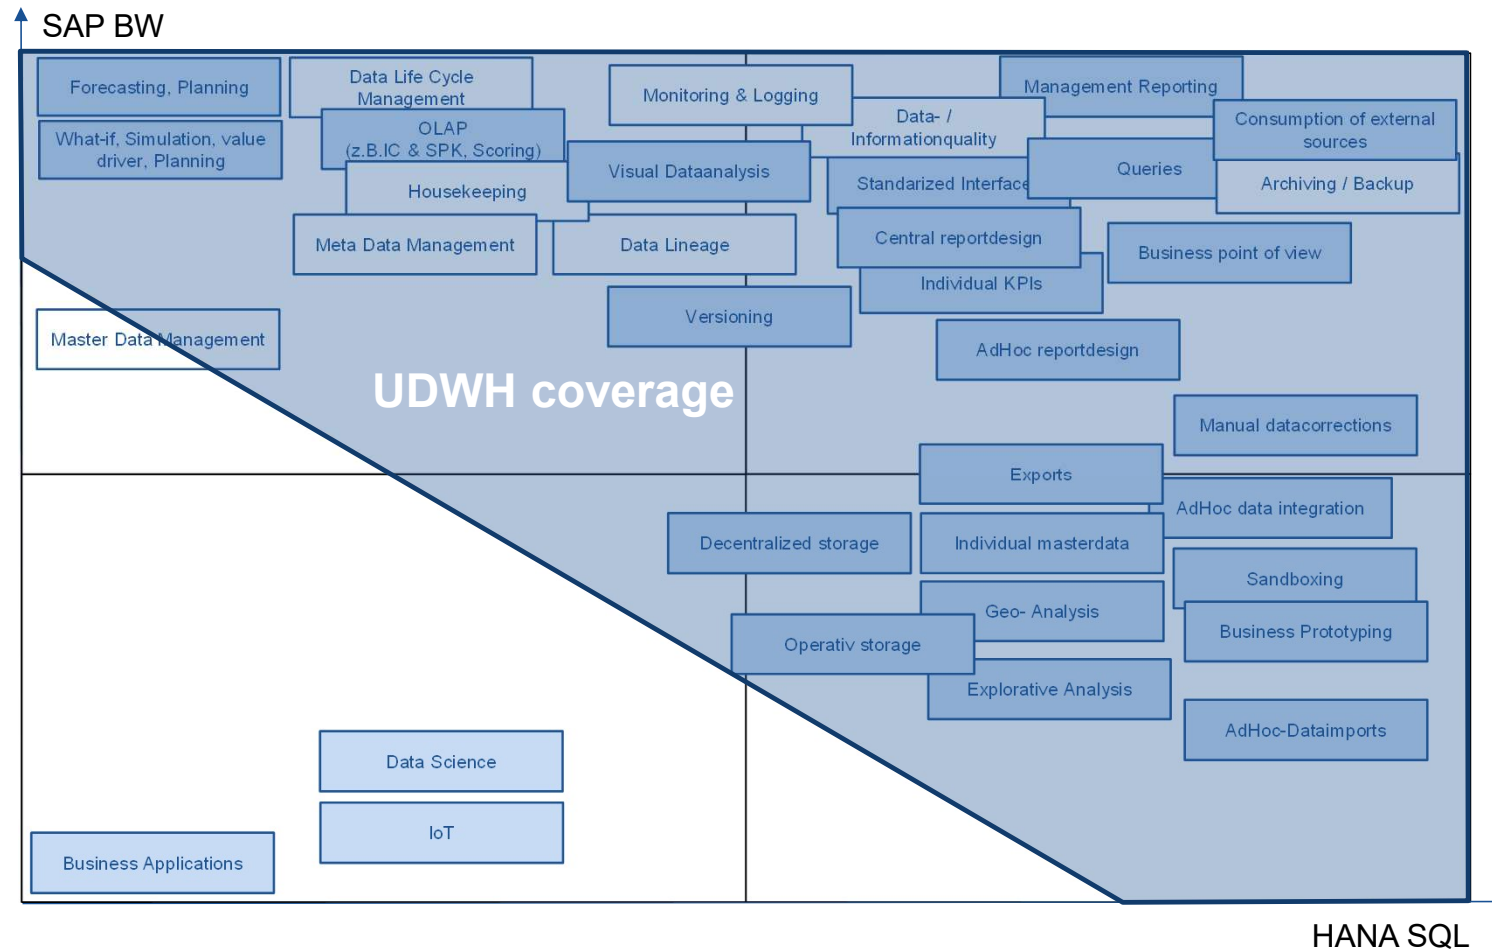 SAP BW
Forecasting, Planning
Data Life Cycle
Management
Monitoring & Logging
Management Reporting
What-if, Simulation, value
driver, Planning
OLAP
(z.B.IC & SPK, Scoring)
Data- /
Informationquality
Consumption of external
sources
Housekeeping
Visual Dataanalysis
Standarized Interface
Queries
Archiving / Backup
Meta Data Management
Data Lineage
Central reportdesign
Business point of view
Individual KPIs
Master Data Management
Versioning
AdHoc reportdesign
UDWH coverage
Manual datacorrections
Exports
AdHoc data integration
Decentralized storage
Individual masterdata
Sandboxing
Geo- Analysis
Business Prototyping
Operativ storage
Explorative Analysis
AdHoc-Dataimports
Data Science
IoT
Business Applications
HANA SQL